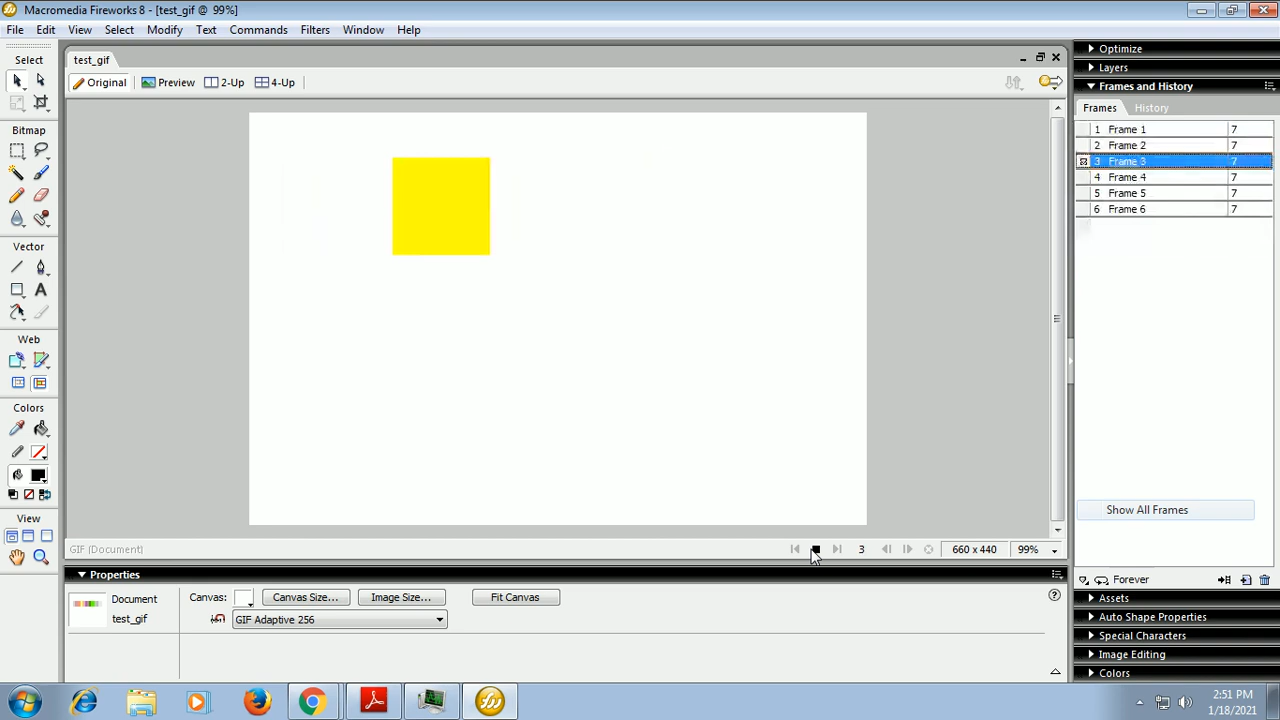 Macromedia Fireworks 8 - [test_gif @ 99%]
File Edit View Select Modify Text Commands Filters Window Help
Select
Bitmap
Vector
Web
Colors
View
test_gif
Original Preview 2-Up 4-Up
GIF (Document) 3 660 x 440 99%
Properties
Document
test_gif
Canvas: Canvas Size... Image Size... Fit Canvas
GIF Adaptive 256
Optimize
Layers
Frames and History
Frames History
1 Frame 1 7
2 Frame 2 7
3 Frame 3 7
4 Frame 4 7
5 Frame 5 7
6 Frame 6 7
Show All Frames
Forever
Assets
Auto Shape Properties
Special Characters
Image Editing
Colors
2:51 PM
1/18/2021